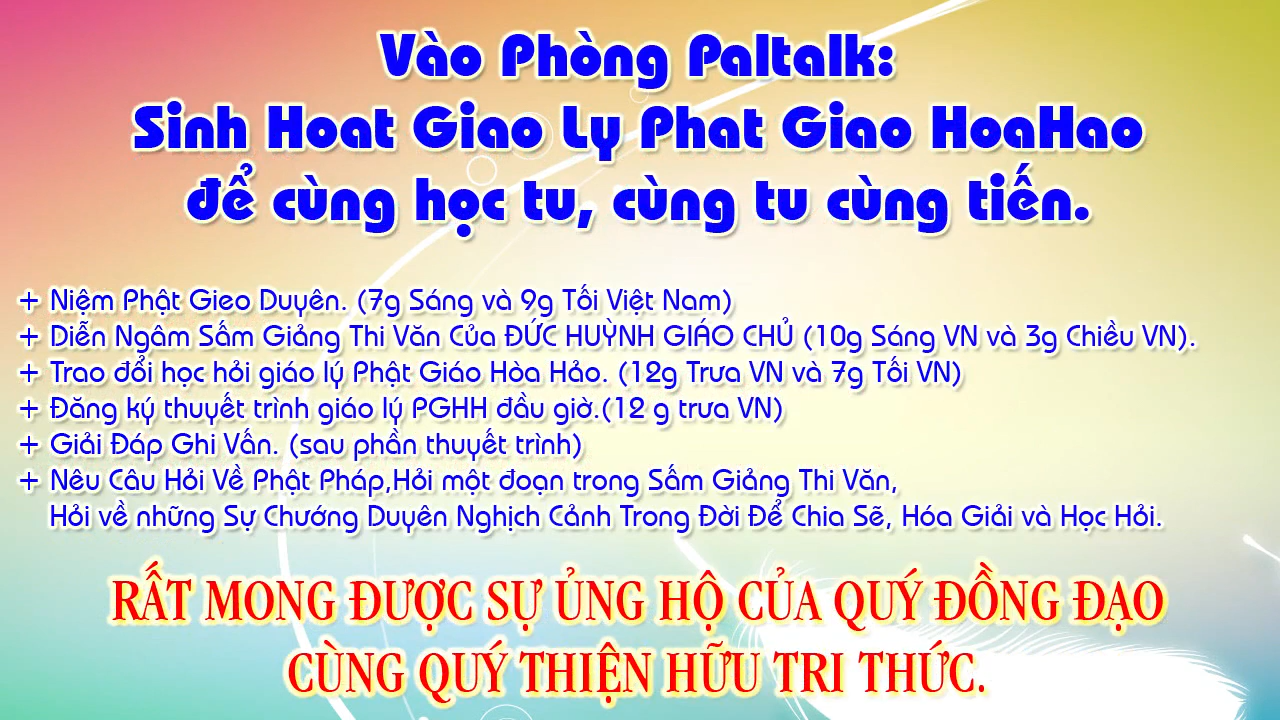 Vào Phòng Paltalk:
Sinh Hoat Giao Ly Phat Giao HoaHao
để cùng học tu, cùng tu cùng tiến.
+ Niệm Phật Gieo Duyên. (7g Sáng và 9g Tối Việt Nam)
+ Diễn Ngâm Sấm Giảng Thi Văn Của ĐỨC HUỲNH GIÁO CHỦ (10g Sáng VN và 3g Chiều VN).
+ Trao đổi học hỏi giáo lý Phật Giáo Hòa Hảo. (12g Trưa VN và 7g Tối VN)
+ Đăng ký thuyết trình giáo lý PGHH đầu giờ.(12 g trưa VN)
+ Giải Đáp Ghi Vấn. (sau phần thuyết trình)
+ Nêu Câu Hỏi Về Phật Pháp,Hỏi một đoạn trong Sấm Giảng Thi Văn,
Hỏi về những Sự Chướng Duyên Nghịch Cảnh Trong Đời Để Chia Sẽ, Hóa Giải và Học Hỏi.
RẤT MONG ĐƯỢC SỰ ỦNG HỘ CỦA QUÝ ĐỒNG ĐẠO
CÙNG QUÝ THIỆN HỮU TRI THỨC.